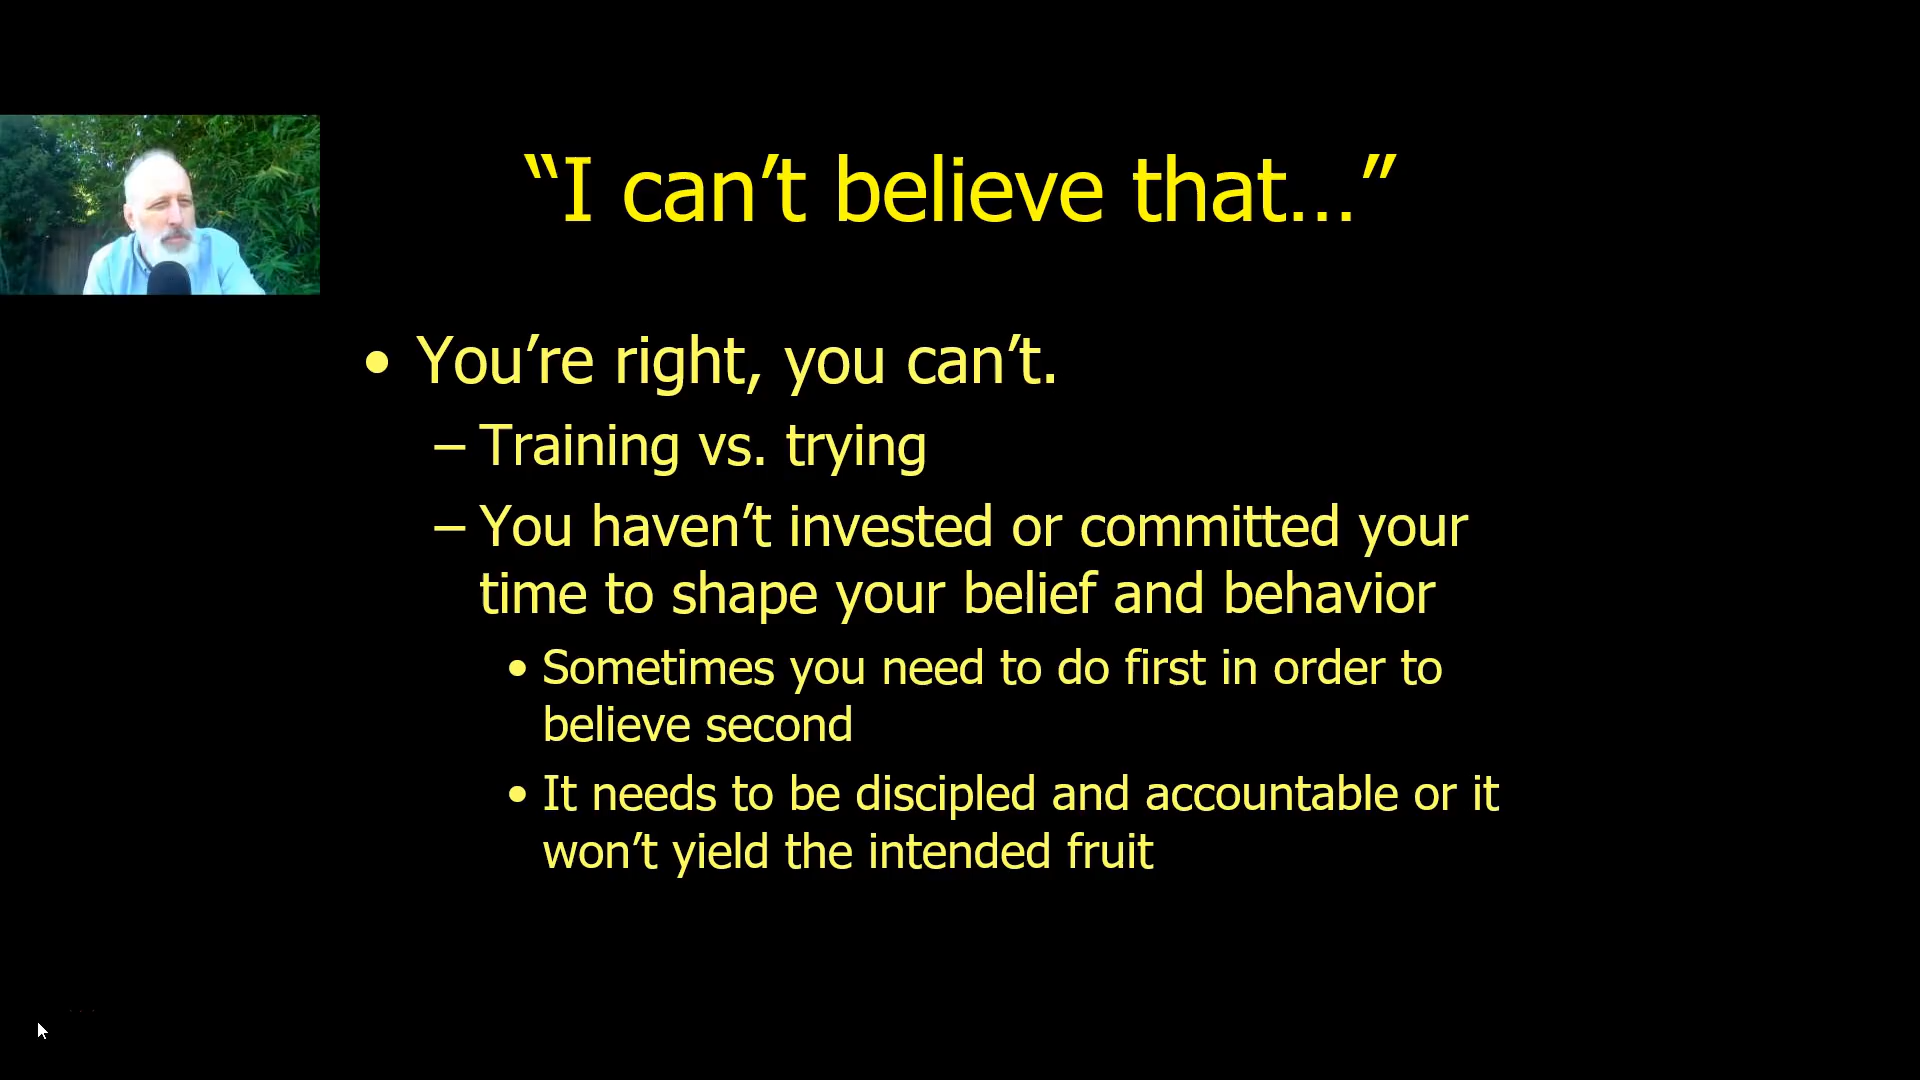 “I can’t believe that…”
• You’re right, you can’t.
– Training vs. trying
– You haven’t invested or committed your
time to shape your belief and behavior
• Sometimes you need to do first in order to
believe second
• It needs to be discipled and accountable or it
won’t yield the intended fruit